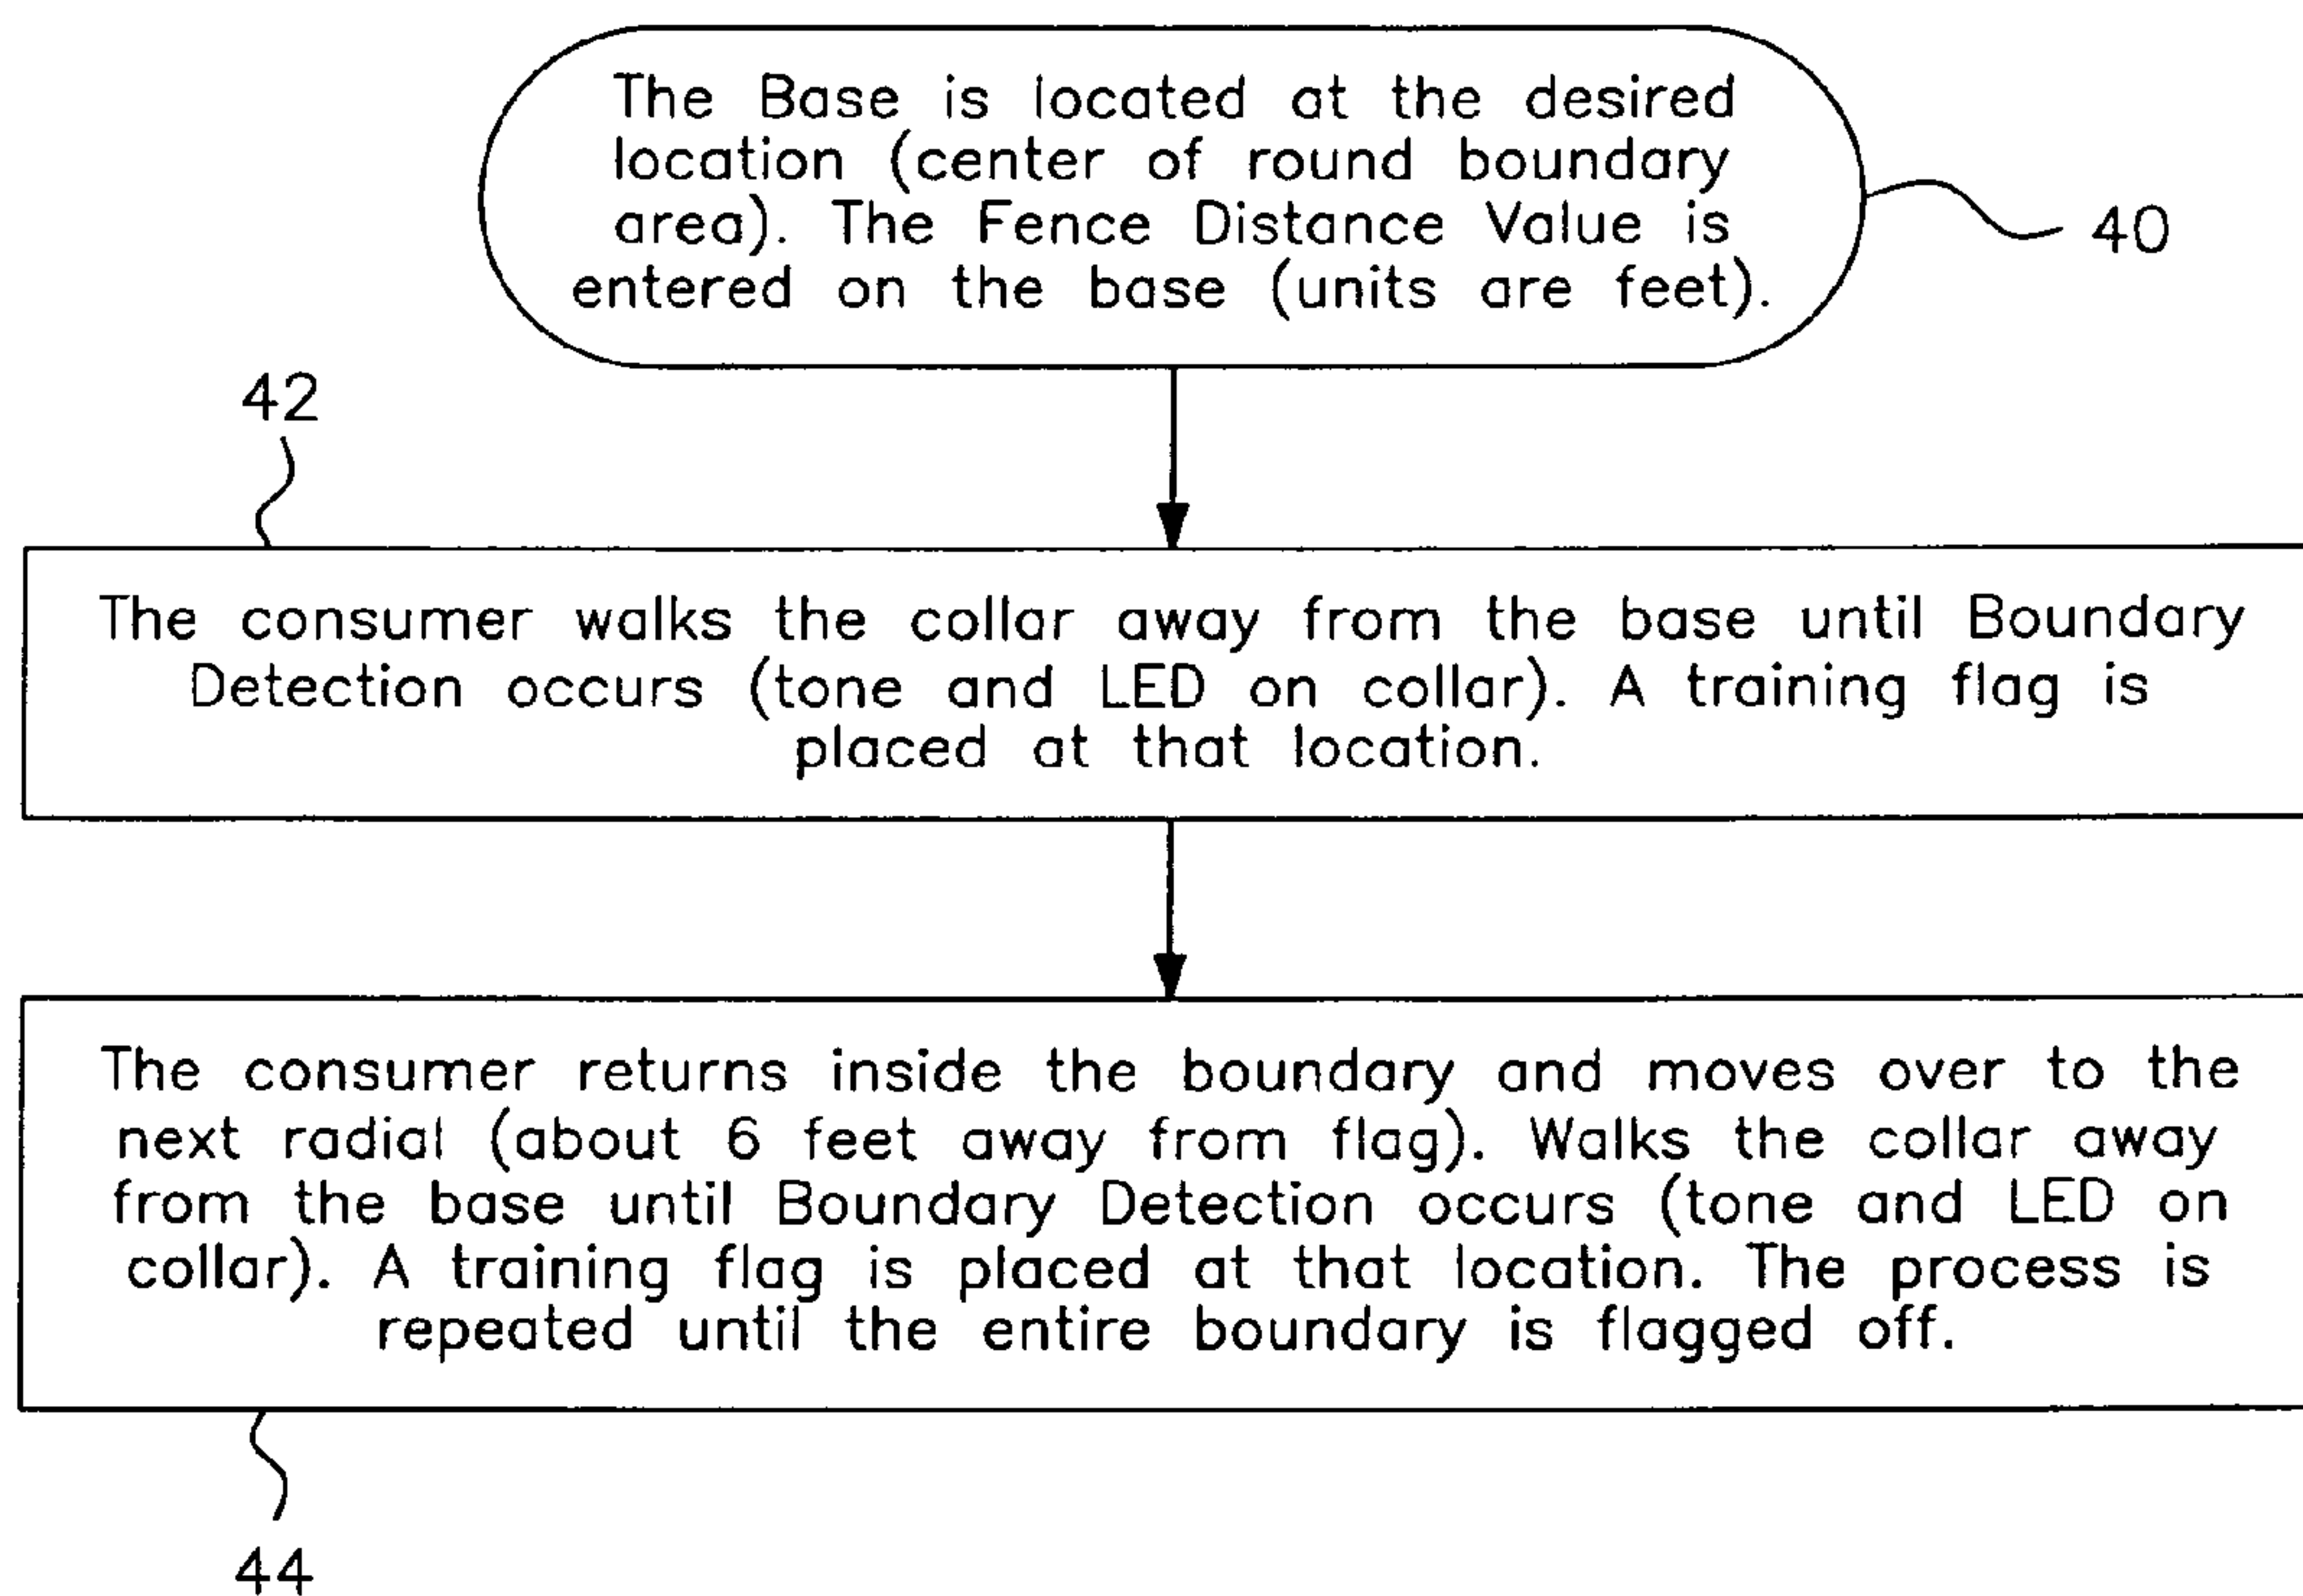 The Base is located at the desired
location (center of round boundary
area). The Fence Distance Value is
entered on the base (units are feet).
40
42
The consumer walks the collar away from the base until Boundary
Detection occurs (tone and LED on collar). A training flag is
placed at that location.
The consumer returns inside the boundary and moves over to the
next radial (about 6 feet away from flag). Walks the collar away
from the base until Boundary Detection occurs (tone and LED on
collar). A training flag is placed at that location. The process is
repeated until the entire boundary is flagged off.
44